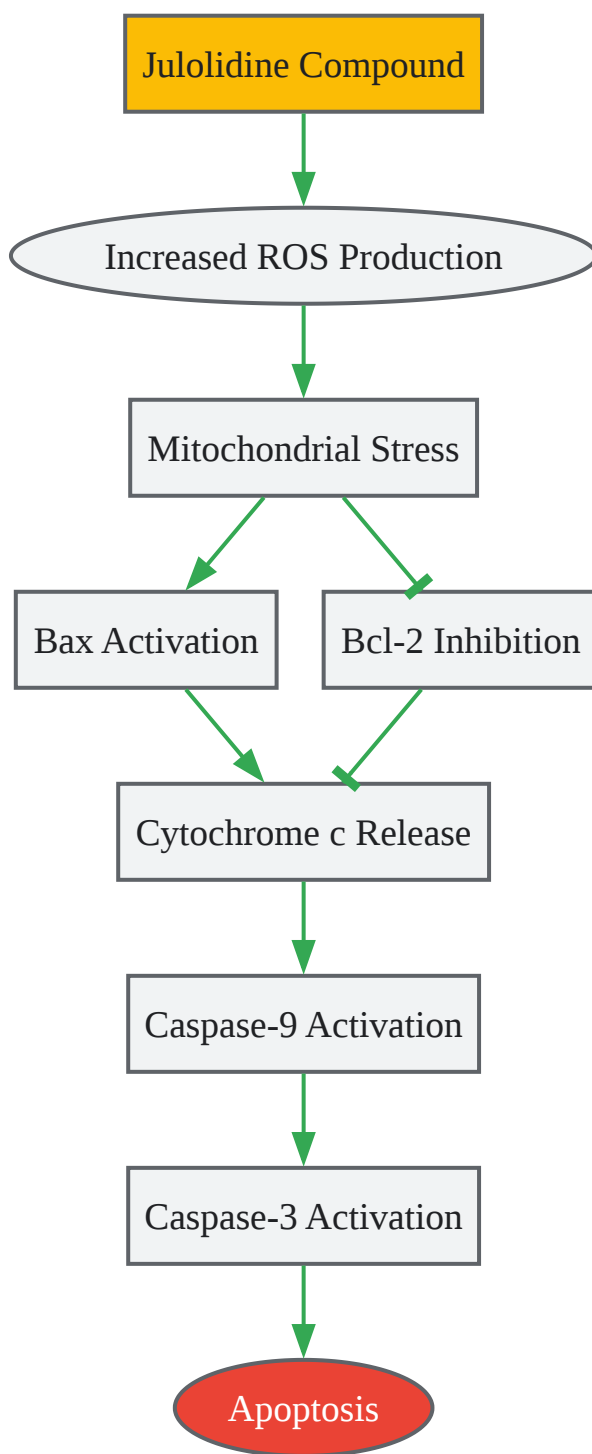 Julolidine Compound
Increased ROS Production
Mitochondrial Stress
Bax Activation
Bcl-2 Inhibition
Cytochrome c Release
Caspase-9 Activation
Caspase-3 Activation
Apoptosis